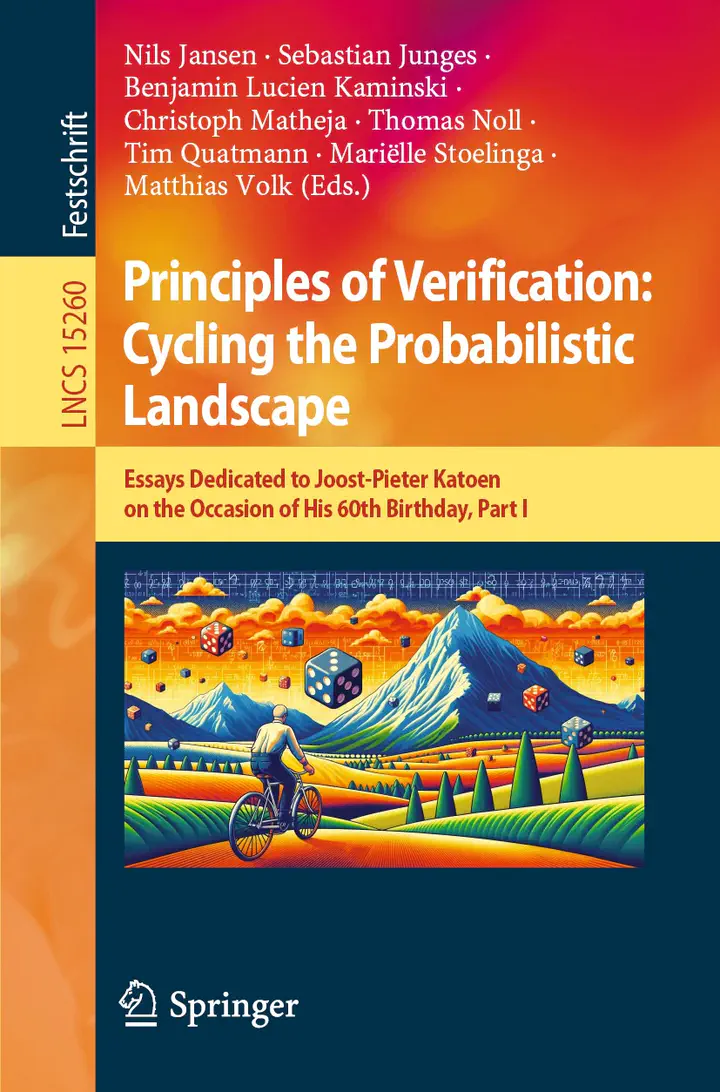 Nils Jansen · Sebastian Junges ·
Benjamin Lucien Kaminski ·
Christoph Matheja · Thomas Noll ·
Tim Quatmann · Mariëlle Stoelinga ·
Matthias Volk (Eds.)
Festschrift
LNCS 15260
Principles of Verification:
Cycling the Probabilistic
Landscape
Essays Dedicated to Joost-Pieter Katoen
on the Occasion of His 60th Birthday, Part I
Springer